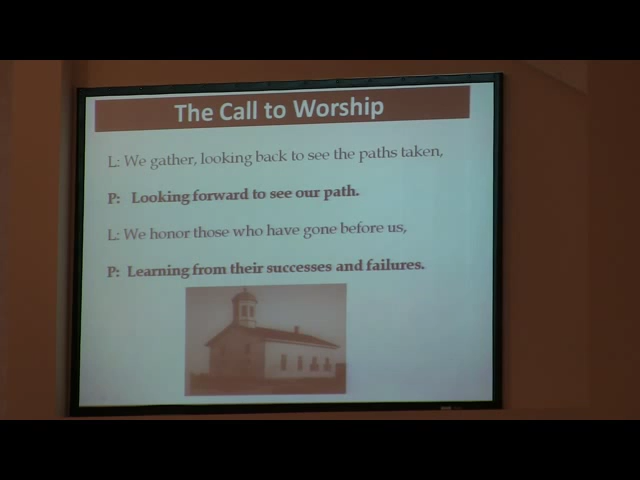 The Call to Worship
L: We gather, looking back to see the paths taken,
P: Looking forward to see our path.
L: We honor those who have gone before us,
P: Learning from their successes and failures.